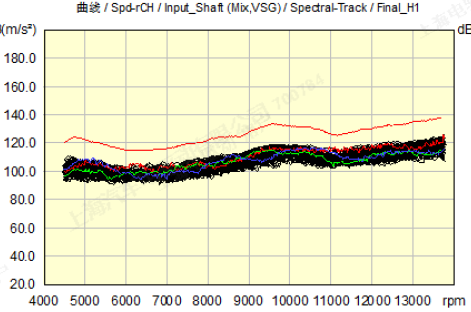 曲线 / Spd-rCH / Input_Shaft (Mix,VSG) / Spectral-Track / Final_H1
(m/s²)
dE
180.0
160.0
140.0
120.0
100.0
80.0
60.0
40.0
20.0
4000 5000 6000 7000 8000 9000 10000 11000 12000 13000 rpm